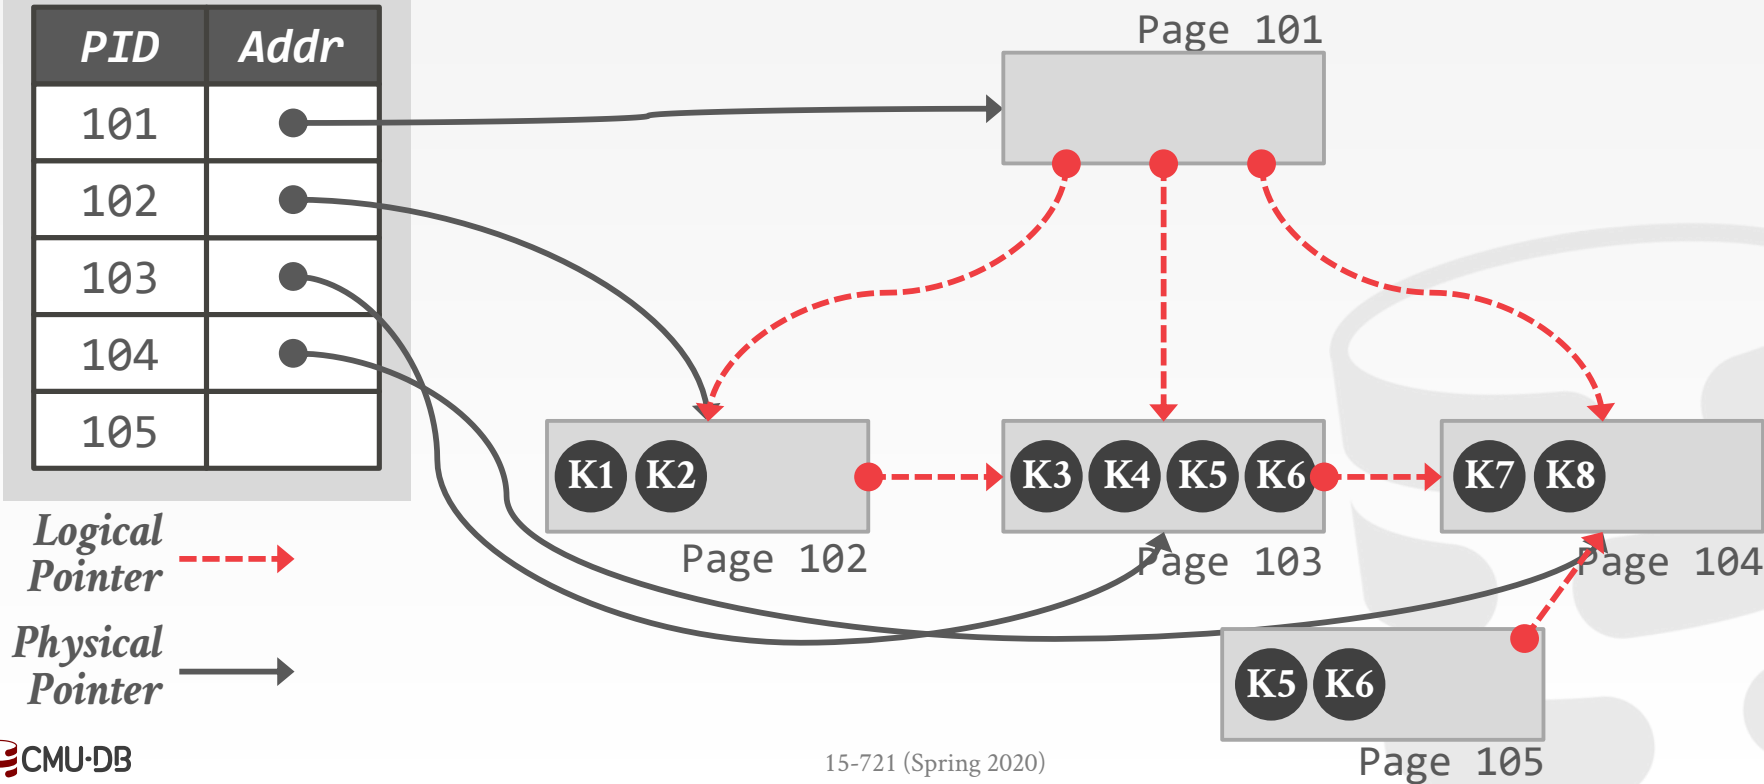 PID Addr
101
102
103
104
105
Page 101
K1 K2
Page 102
K3 K4 K5 K6
Page 103
K7 K8
Page 104
K5 K6
Page 105
Logical
Pointer
Physical
Pointer
CMU·DB
15-721 (Spring 2020)